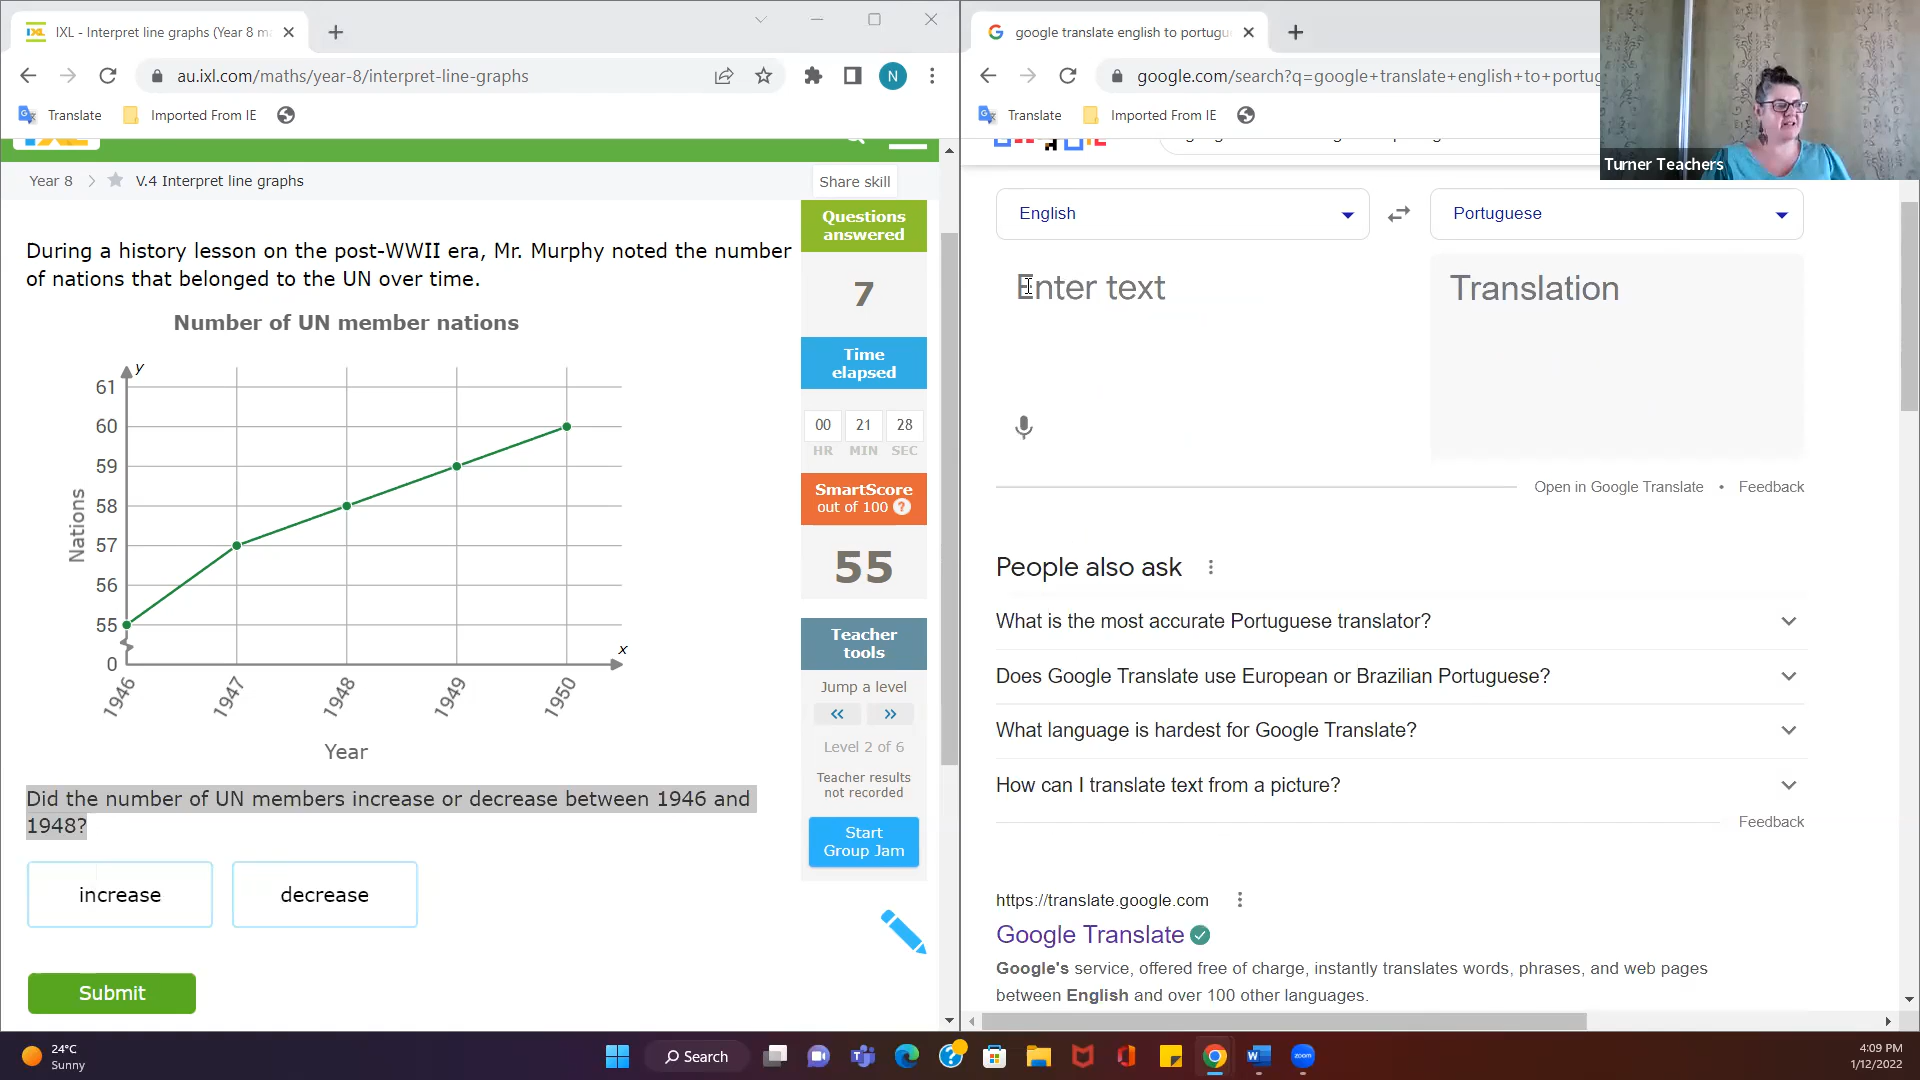 IXL - Interpret line graphs (Year 8 ma
au.ixl.com/maths/year-8/interpret-line-graphs
N
Translate
Imported From IE
Year 8
V.4 Interpret line graphs
Share skill
During a history lesson on the post-WWII era, Mr. Murphy noted the number
of nations that belonged to the UN over time.
Number of UN member nations
y
61
60
59
58
57
56
55
0
Nations
x
1946
1947
1948
1949
1950
Year
Did the number of UN members increase or decrease between 1946 and
1948?
increase
decrease
Submit
Questions
answered
7
Time
elapsed
00
21
28
HR
MIN
SEC
SmartScore
out of 100 ?
55
Teacher
tools
Jump a level
Level 2 of 6
Teacher results
not recorded
Start
Group Jam
google translate english to portugu
google.com/search?q=google+translate+english+to+portug
Translate
Imported From IE
Turner Teachers
English
Portuguese
Enter text
Translation
Open in Google Translate • Feedback
People also ask
What is the most accurate Portuguese translator?
Does Google Translate use European or Brazilian Portuguese?
What language is hardest for Google Translate?
How can I translate text from a picture?
Feedback
https://translate.google.com
Google Translate
Google's service, offered free of charge, instantly translates words, phrases, and web pages
between English and over 100 other languages.
24°C
Sunny
Search
zoom
4:09 PM
1/12/2022